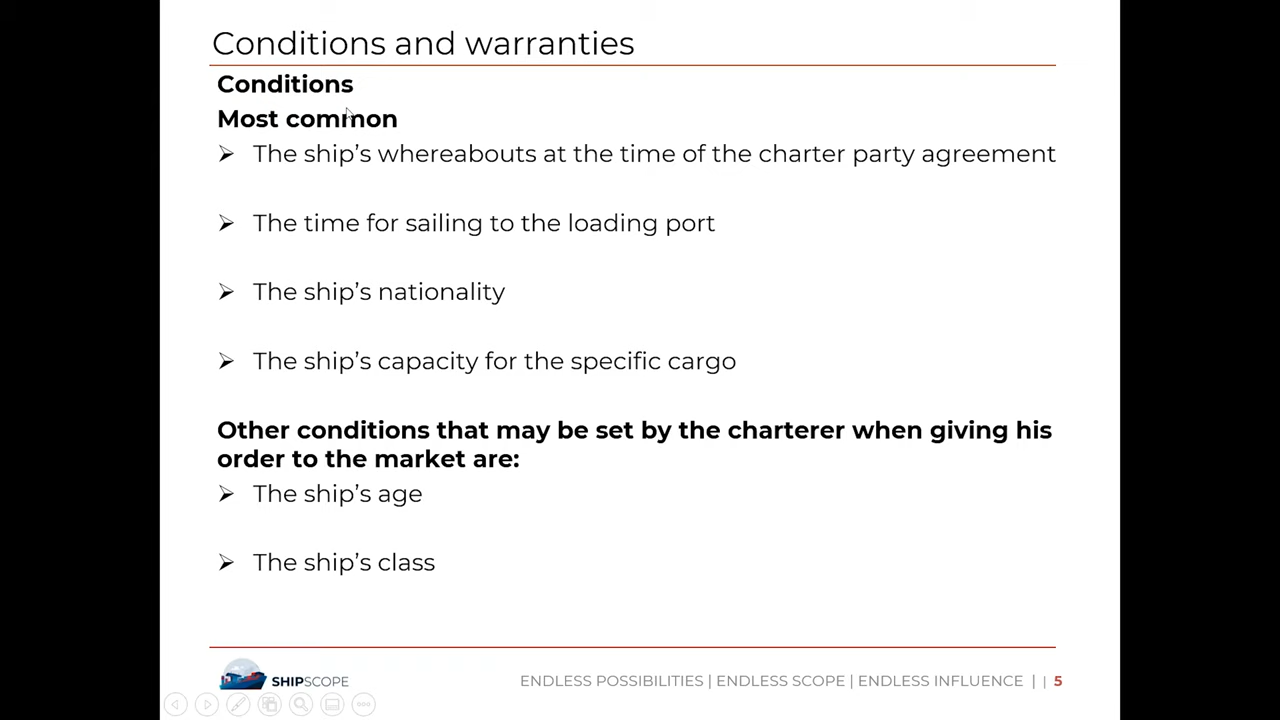 Conditions and warranties
Conditions
Most common
➢ The ship's whereabouts at the time of the charter party agreement
➢ The time for sailing to the loading port
➢ The ship's nationality
➢ The ship's capacity for the specific cargo
Other conditions that may be set by the charterer when giving his
order to the market are:
➢ The ship's age
➢ The ship's class
SHIPSCOPE
ENDLESS POSSIBILITIES | ENDLESS SCOPE | ENDLESS INFLUENCE | | 5